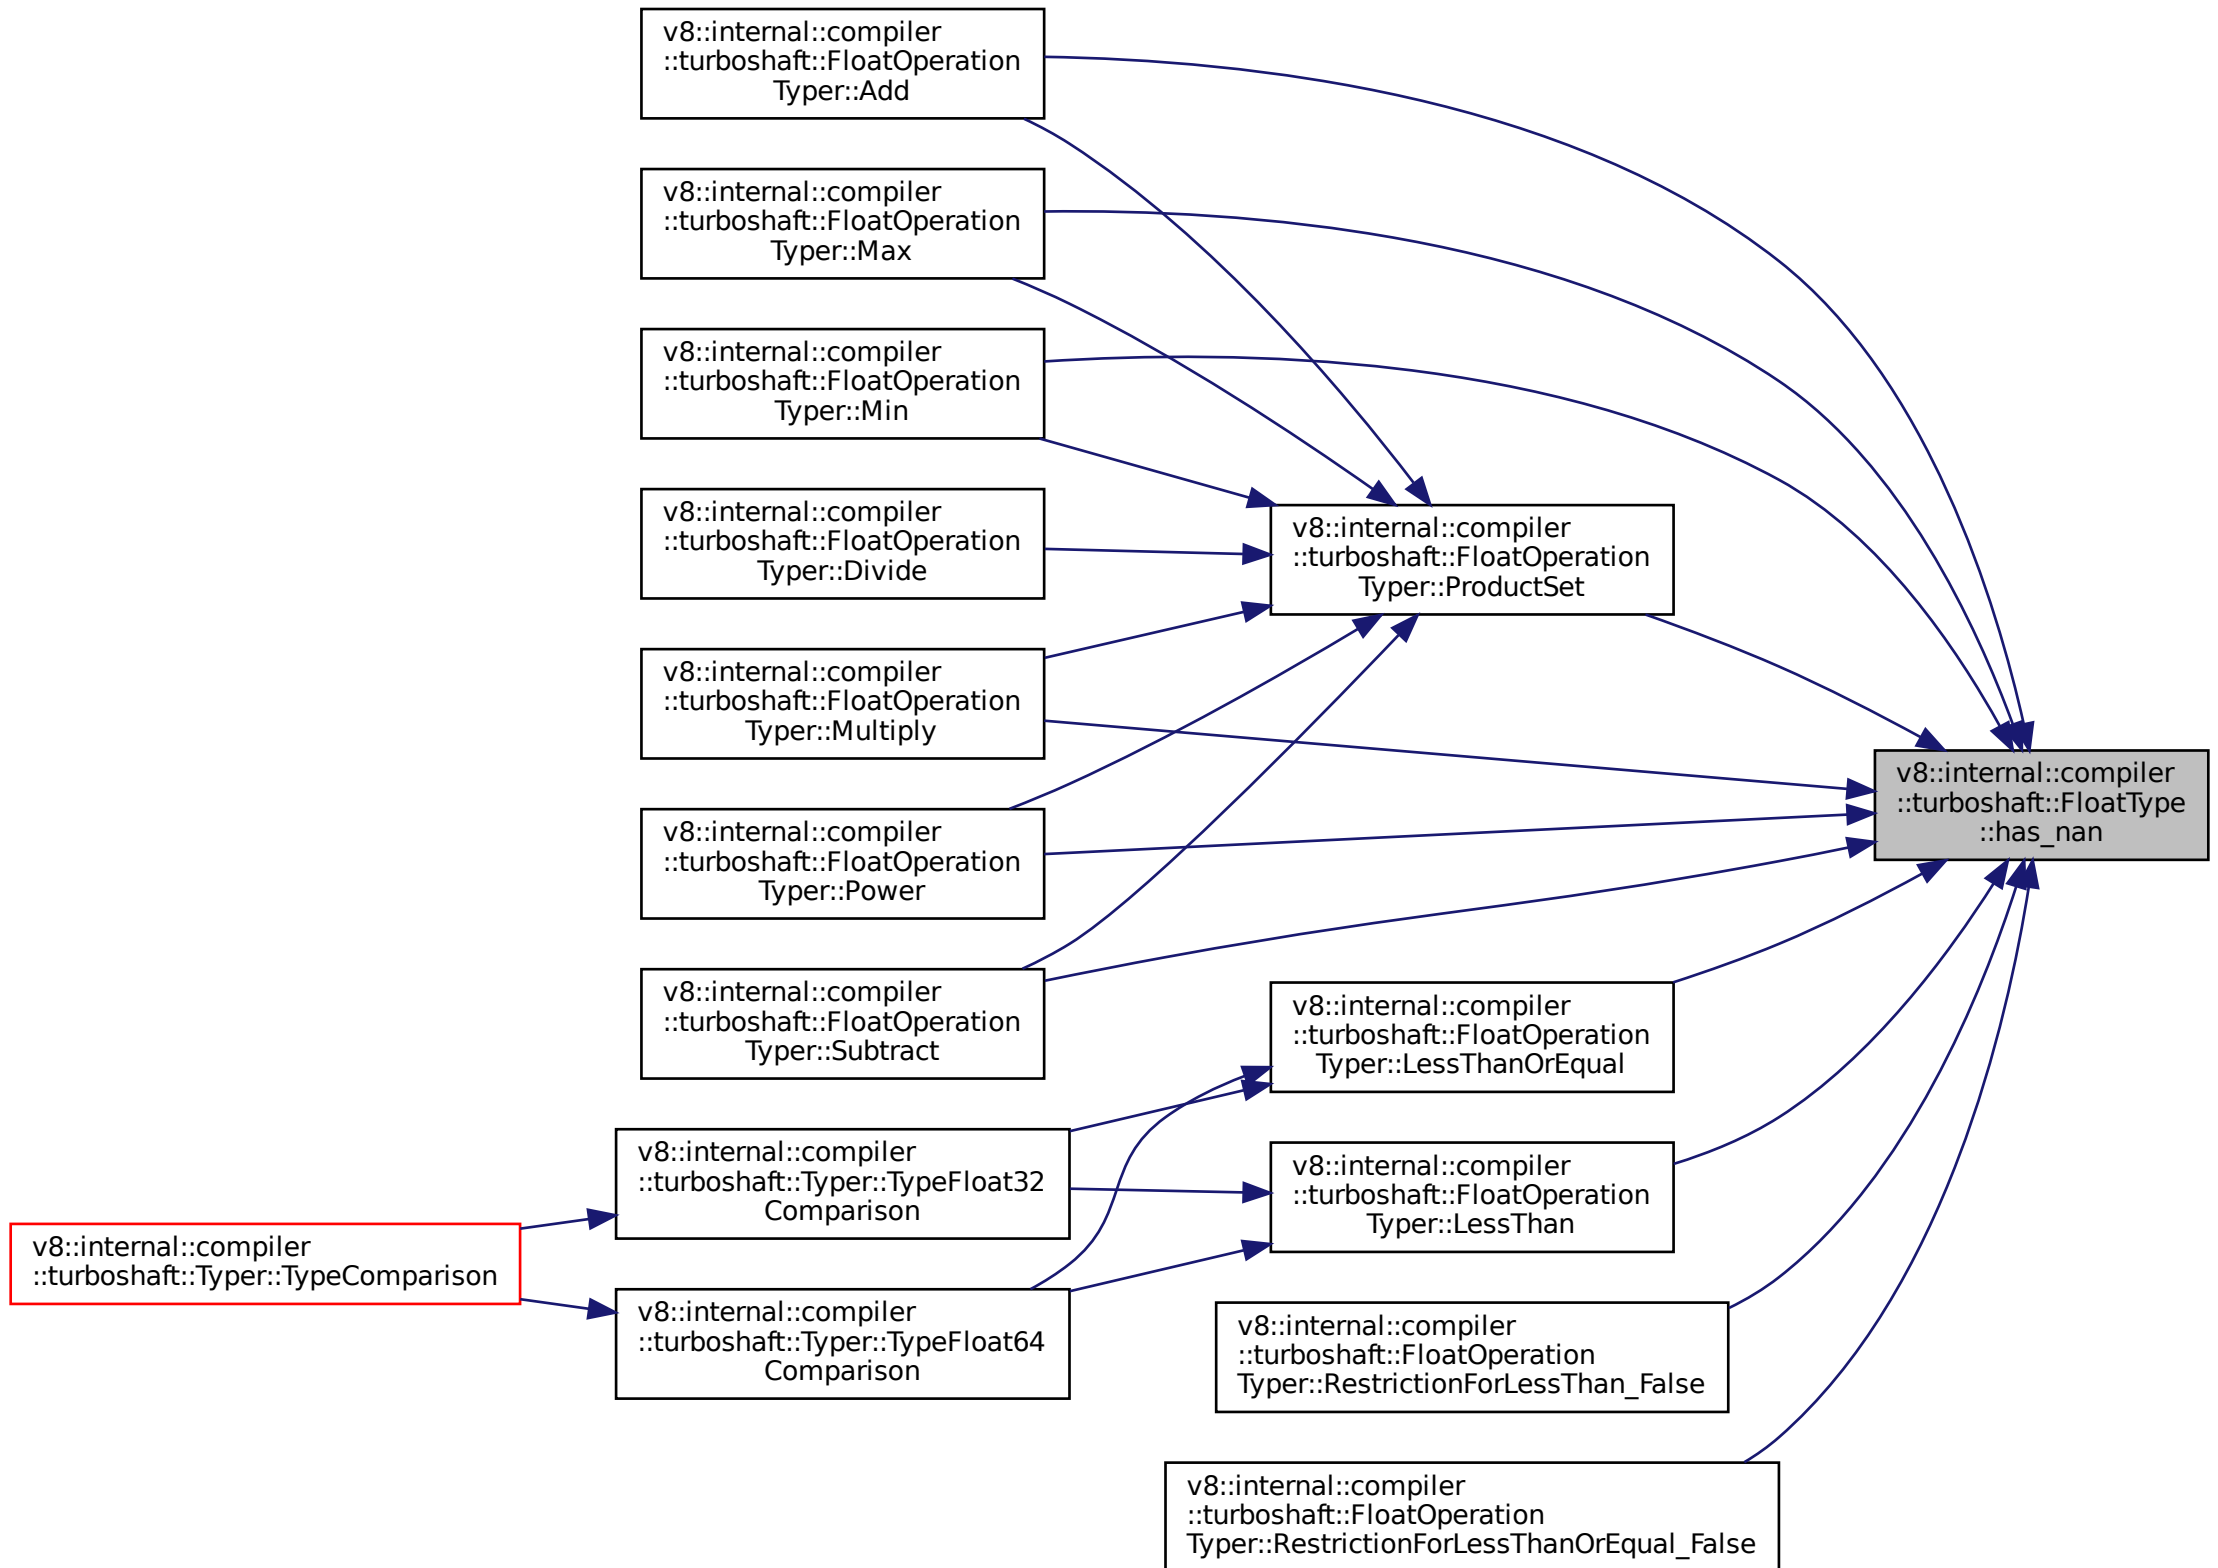 v8::internal::compiler
::turboshaft::FloatOperation
Typer::Add
v8::internal::compiler
::turboshaft::FloatOperation
Typer::Max
v8::internal::compiler
::turboshaft::FloatOperation
Typer::Min
v8::internal::compiler
::turboshaft::FloatOperation
Typer::Divide
v8::internal::compiler
::turboshaft::FloatOperation
Typer::ProductSet
v8::internal::compiler
::turboshaft::FloatOperation
Typer::Multiply
v8::internal::compiler
::turboshaft::FloatType
::has_nan
v8::internal::compiler
::turboshaft::FloatOperation
Typer::Power
v8::internal::compiler
::turboshaft::FloatOperation
Typer::Subtract
v8::internal::compiler
::turboshaft::FloatOperation
Typer::LessThanOrEqual
v8::internal::compiler
::turboshaft::Typer::TypeFloat32
Comparison
v8::internal::compiler
::turboshaft::FloatOperation
Typer::LessThan
v8::internal::compiler
::turboshaft::Typer::TypeComparison
v8::internal::compiler
::turboshaft::Typer::TypeFloat64
Comparison
v8::internal::compiler
::turboshaft::FloatOperation
Typer::RestrictionForLessThan_False
v8::internal::compiler
::turboshaft::FloatOperation
Typer::RestrictionForLessThanOrEqual_False